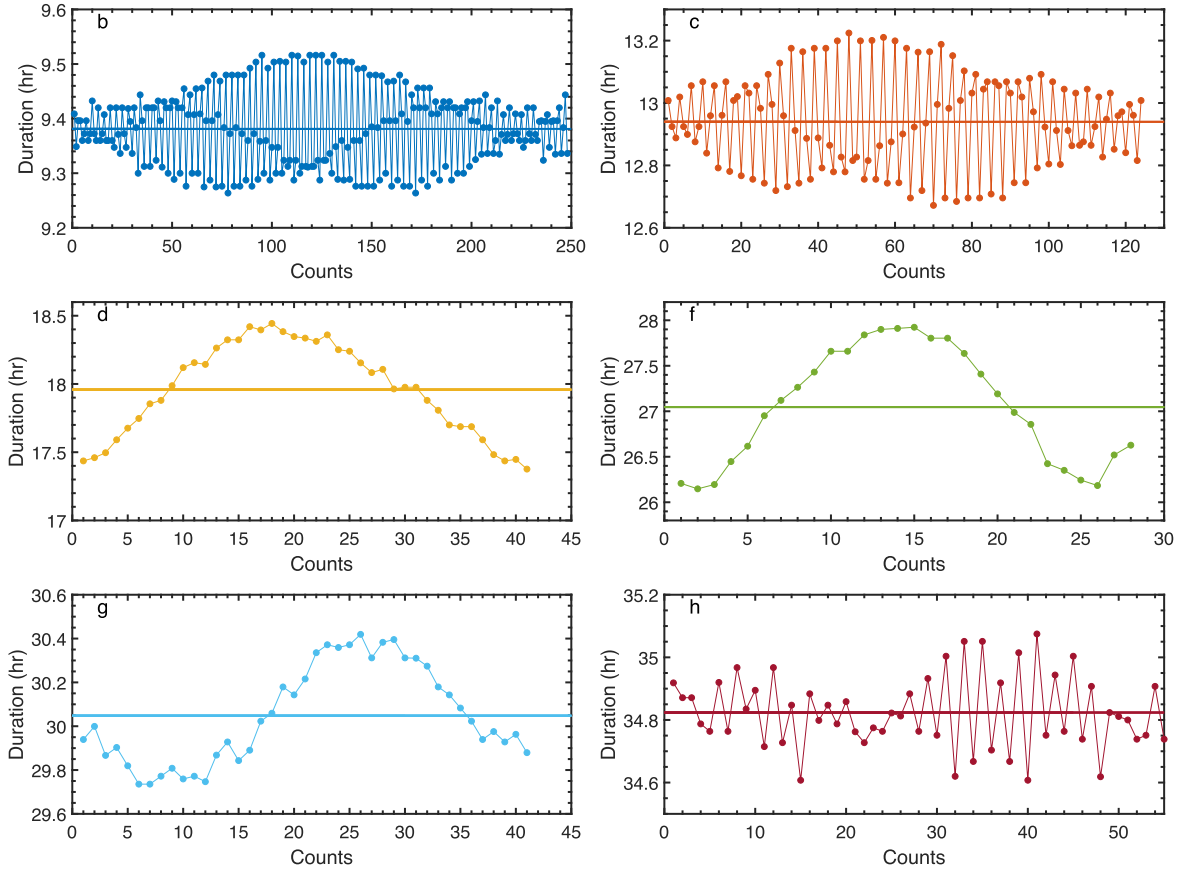 b
9.6
9.5
9.4
9.3
9.2
Duration (hr)
0 50 100 150 200 250
Counts
c
13.2
13
12.8
12.6
Duration (hr)
0 20 40 60 80 100 120
Counts
d
18.5
18
17.5
17
Duration (hr)
0 5 10 15 20 25 30 35 40 45
Counts
f
28
27.5
27
26.5
26
Duration (hr)
0 5 10 15 20 25 30
Counts
g
30.6
30.4
30.2
30
29.8
29.6
Duration (hr)
0 5 10 15 20 25 30 35 40 45
Counts
h
35.2
35
34.8
34.6
Duration (hr)
0 10 20 30 40 50
Counts